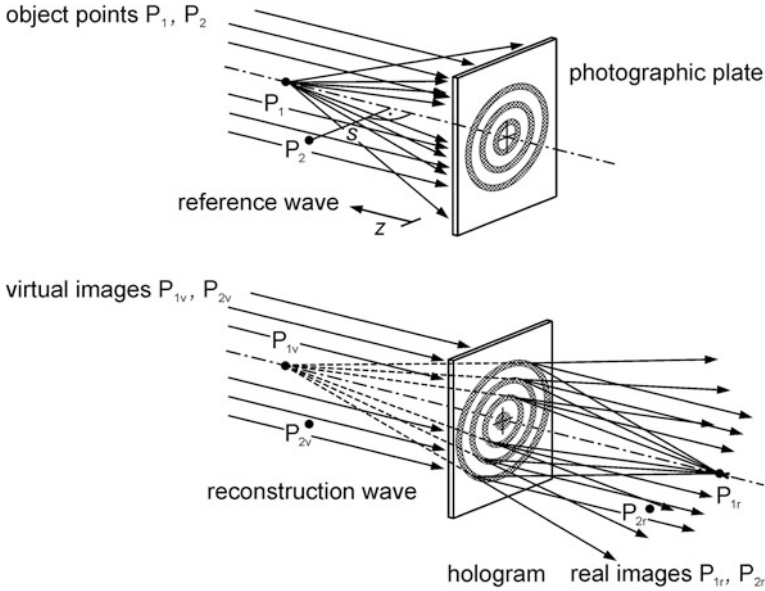 object points P₁, P₂
photographic plate
P₁
P₂
s
reference wave
z
virtual images P₁ᵥ, P₂ᵥ
P₁ᵥ
P₂ᵥ
reconstruction wave
P₁ᵣ
P₂ᵣ
hologram
real images P₁ᵣ, P₂ᵣ